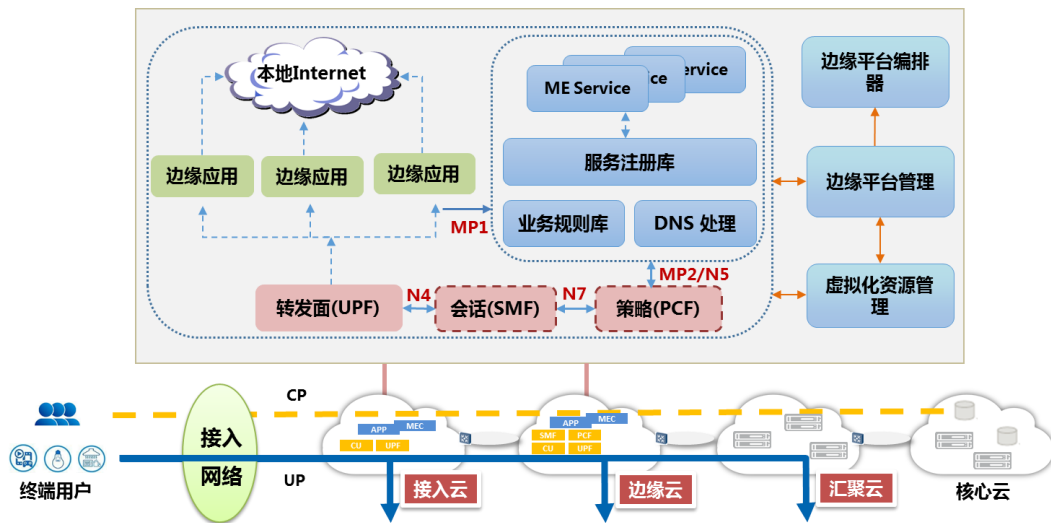 本地Internet
ME Service
ice
Service
边缘平台编排
器
边缘应用
边缘应用
边缘应用
服务注册库
边缘平台管理
MP1
业务规则库
DNS 处理
MP2/N5
转发面(UPF)
N4
会话(SMF)
N7
策略(PCF)
虚拟化资源管
理
CP
接入
网络
UP
终端用户
APP
MEC
CU
UPF
接入云
APP
MEC
SMF
PCF
CU
UPF
边缘云
汇聚云
核心云